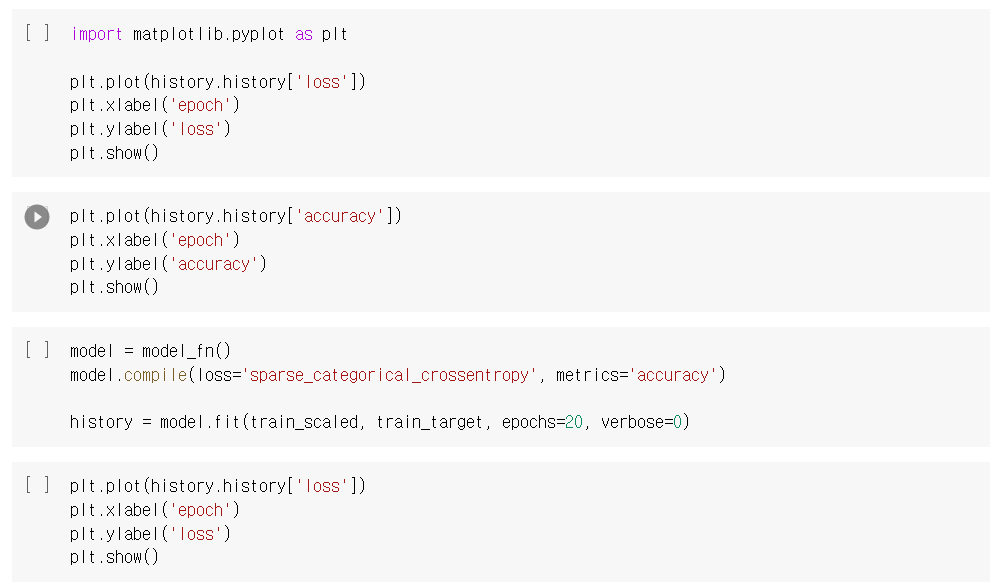 [ ] import matplotlib.pyplot as plt
plt.plot(history.history['loss'])
plt.xlabel('epoch')
plt.ylabel('loss')
plt.show()
plt.plot(history.history['accuracy'])
plt.xlabel('epoch')
plt.ylabel('accuracy')
plt.show()
[ ] model = model_fn()
model.compile(loss='sparse_categorical_crossentropy', metrics='accuracy')
history = model.fit(train_scaled, train_target, epochs=20, verbose=0)
[ ] plt.plot(history.history['loss'])
plt.xlabel('epoch')
plt.ylabel('loss')
plt.show()